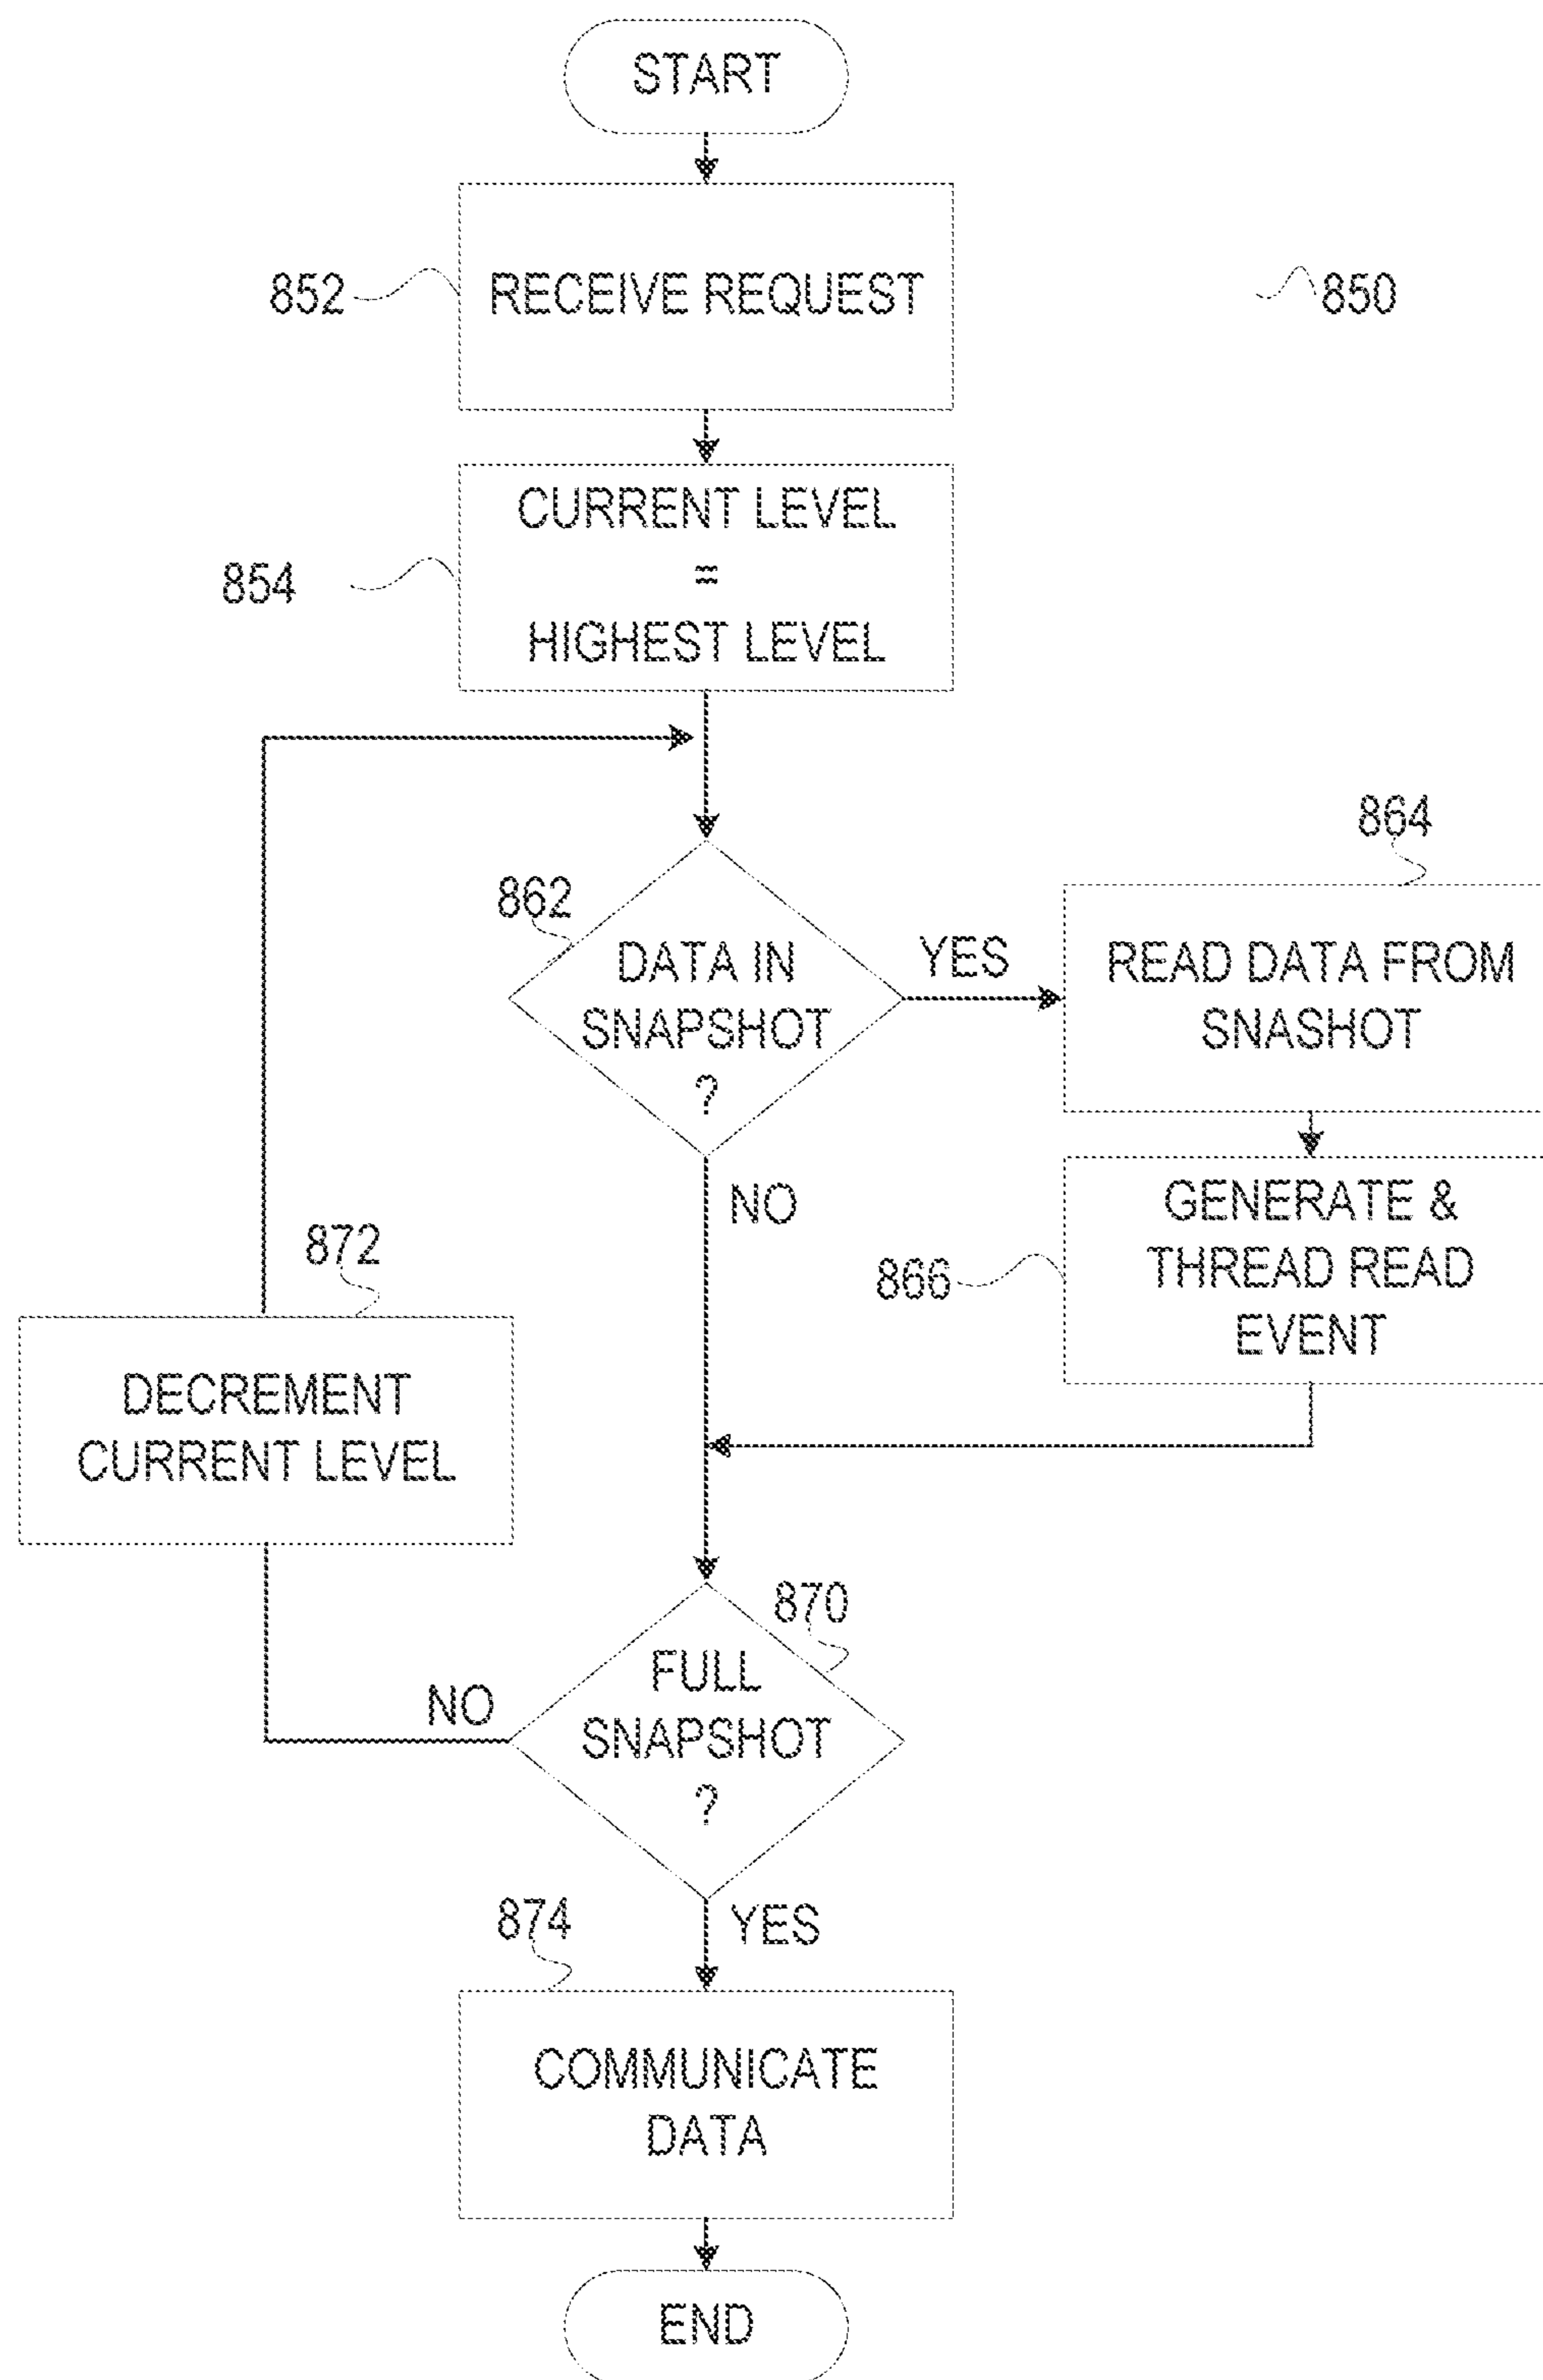 START
852
RECEIVE REQUEST
850
854
CURRENT LEVEL
=
HIGHEST LEVEL
862
DATA IN
SNAPSHOT
?
YES
864
READ DATA FROM
SNASHOT
NO
866
GENERATE &
THREAD READ
EVENT
872
DECREMENT
CURRENT LEVEL
870
FULL
SNAPSHOT
?
NO
YES
874
COMMUNICATE
DATA
END